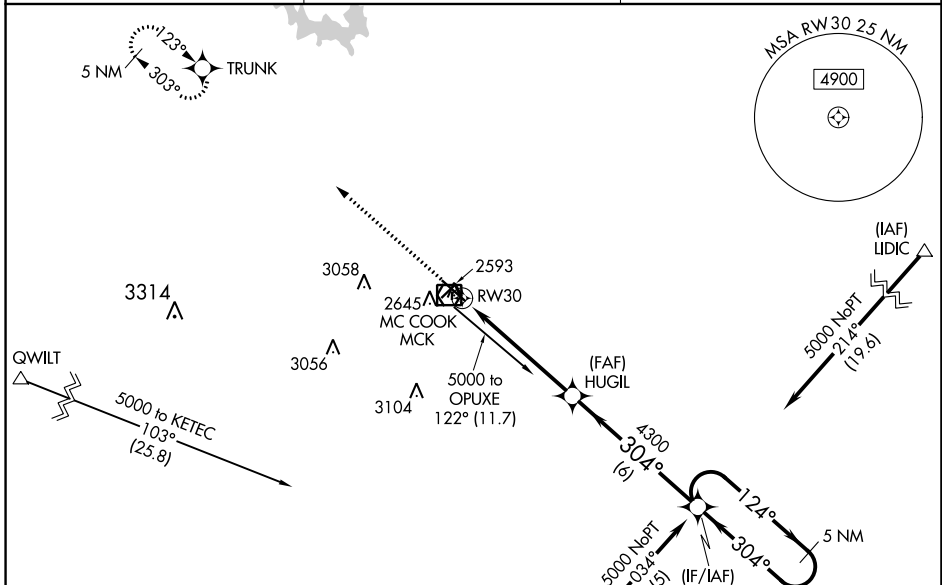 MSA RW30 25 NM
4900
123°
303°
5 NM
TRUNK
(IAF)
LIDIC
5000 NoPT
214°
(19.6)
3314
3058
2593
2645
RW30
MC COOK
MCK
3056
3104
5000 to
OPUXE
122° (11.7)
(FAF)
HUGIL
QWILT
5000 to KETEC
103°
(25.8)
4300
304°
(6)
124°
304°
5 NM
5000 NoPT
034°
(IF/IAF)